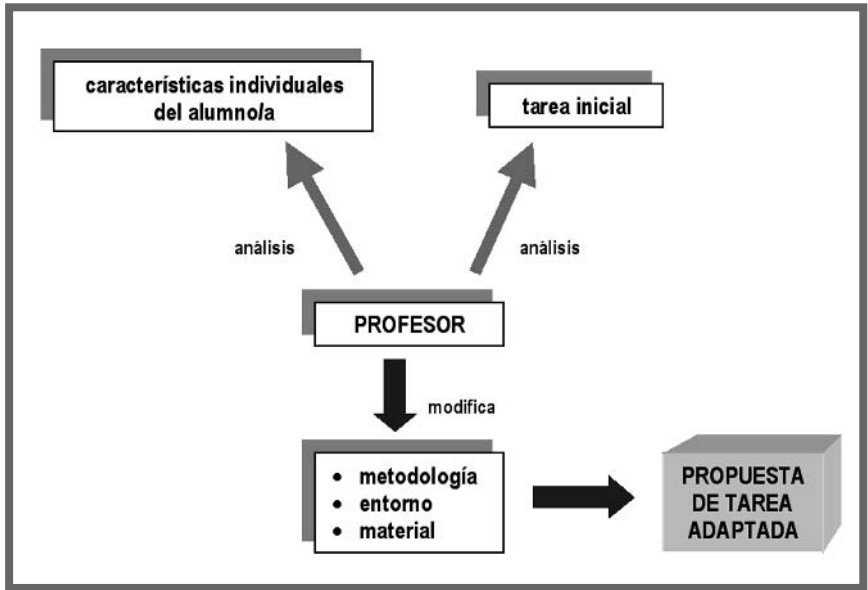 características individuales
del alumno/a
tarea inicial
análisis
análisis
PROFESOR
modifica
• metodología
• entorno
• material
PROPUESTA
DE TAREA
ADAPTADA